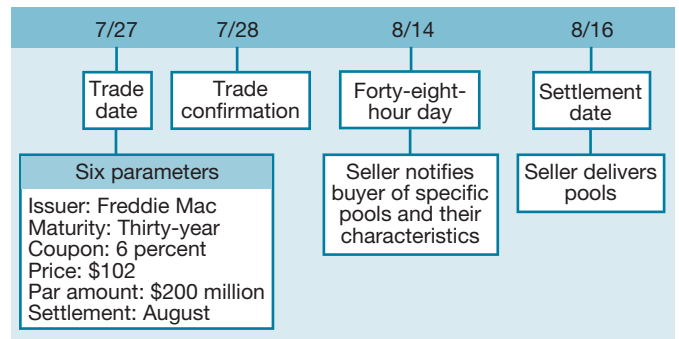 7/27 7/28 8/14 8/16
Trade
date
Trade
confirmation
Forty-eight-
hour day
Settlement
date
Six parameters
Issuer: Freddie Mac
Maturity: Thirty-year
Coupon: 6 percent
Price: $102
Par amount: $200 million
Settlement: August
Seller notifies
buyer of specific
pools and their
characteristics
Seller delivers
pools